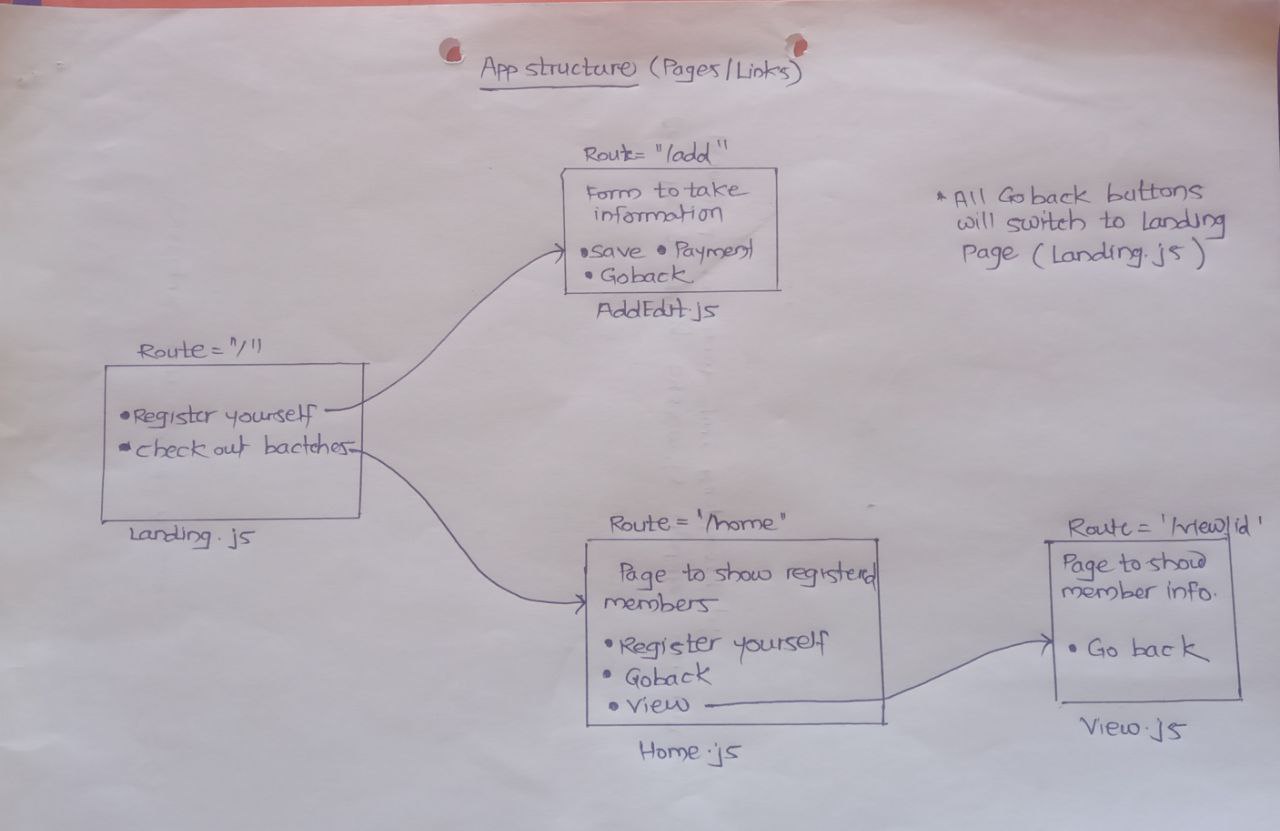 App structure (Pages/Links)
Route= "/add"
Form to take
information
•save • Payment
• Goback
AddEdit.js
* All Goback buttons
will switch to Landing
Page (Landing.js)
Route = "/"
•Register yourself
•check out bactches
Landing.js
Route = '/home"
Page to show registerd
members
•Register yourself
• Goback
• view
Home.js
Route = '/view/id'
Page to show
member info.
• Go back
View.js